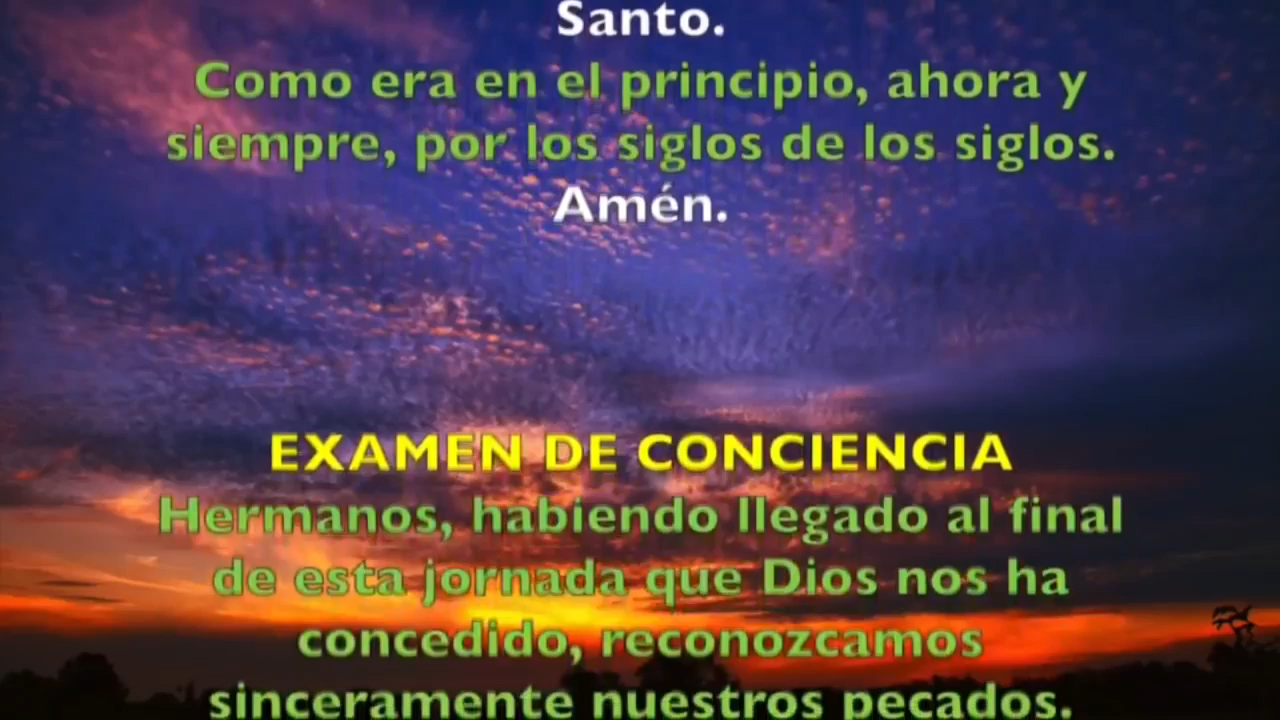 Santo.
Como era en el principio, ahora y
siempre, por los siglos de los siglos.
Amén.
EXAMEN DE CONCIENCIA
Hermanos, habiendo llegado al final
de esta jornada que Dios nos ha
concedido, reconozcamos
sinceramente nuestros pecados.